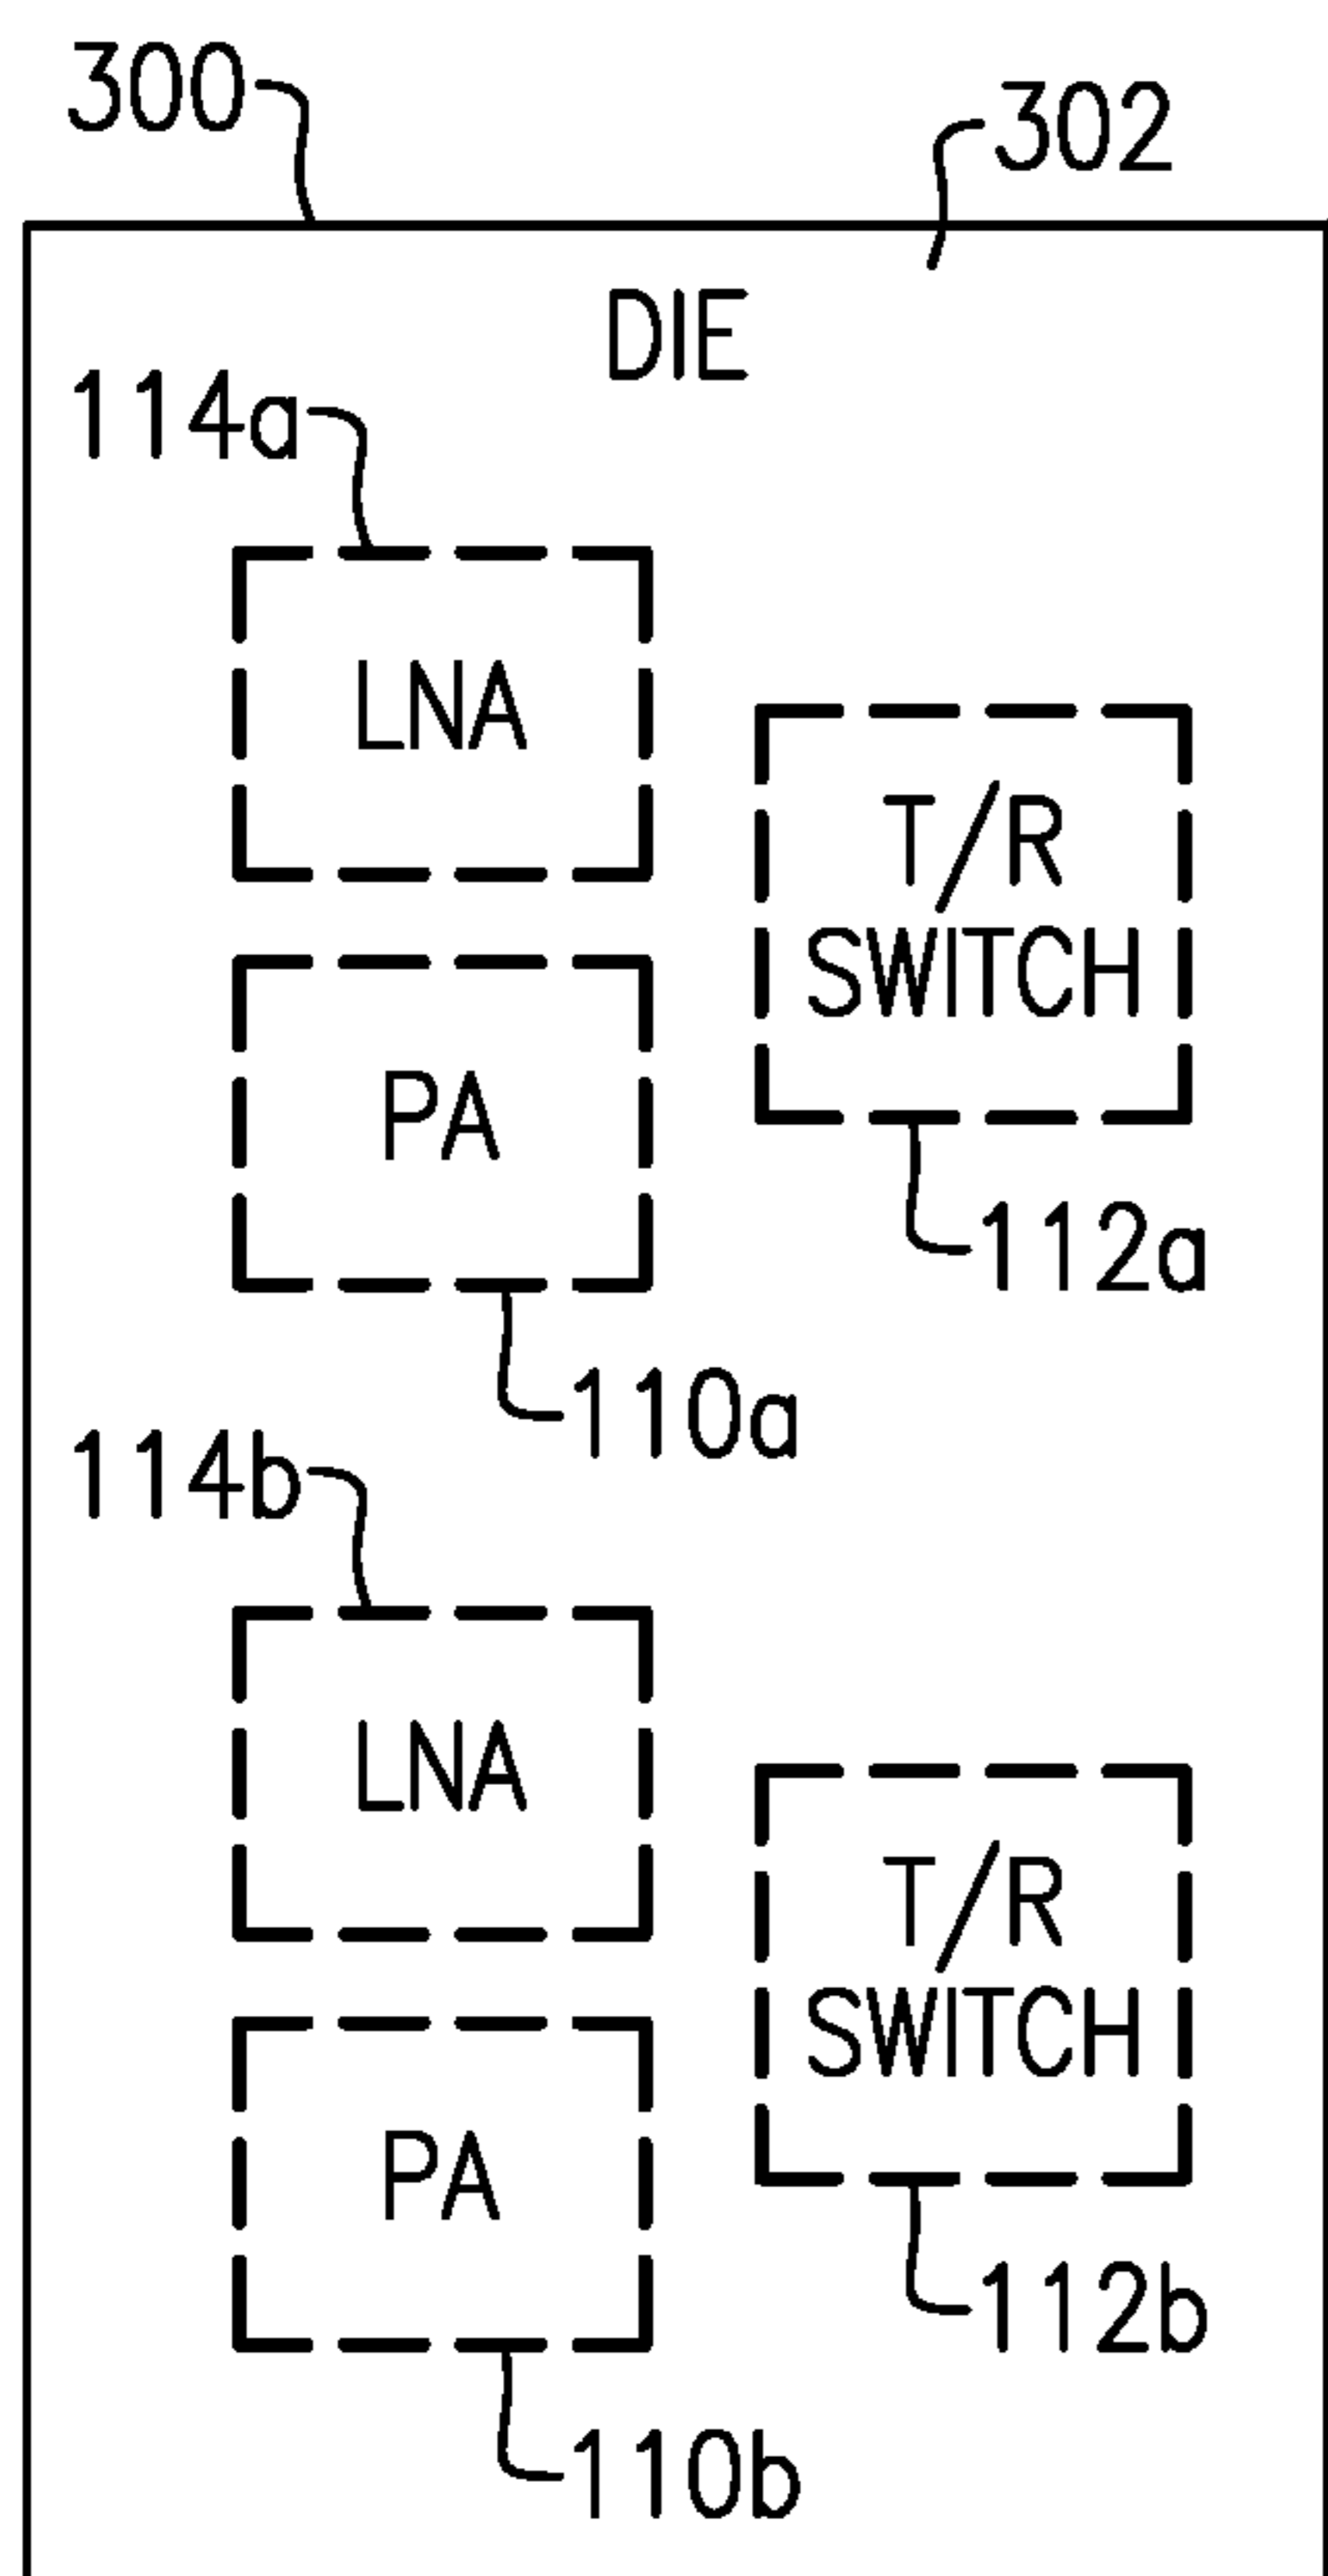 300
302
DIE
114a
LNA
T/R
SWITCH
PA
112a
110a
114b
LNA
T/R
SWITCH
PA
112b
110b